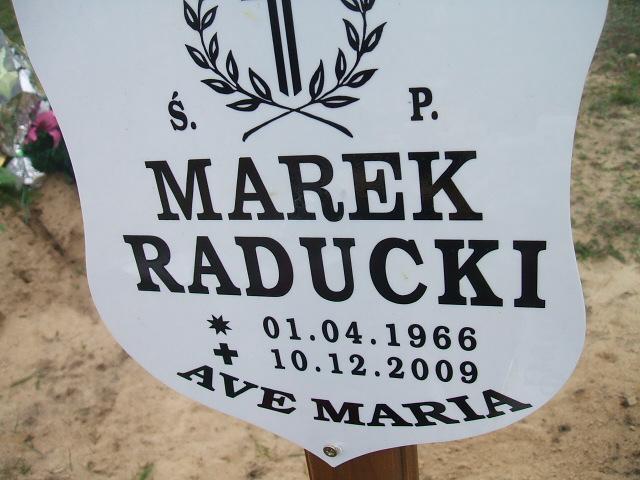 Ś. P.
MAREK
RADUCKI
✷ 01.04.1966
✚ 10.12.2009
AVE MARIA